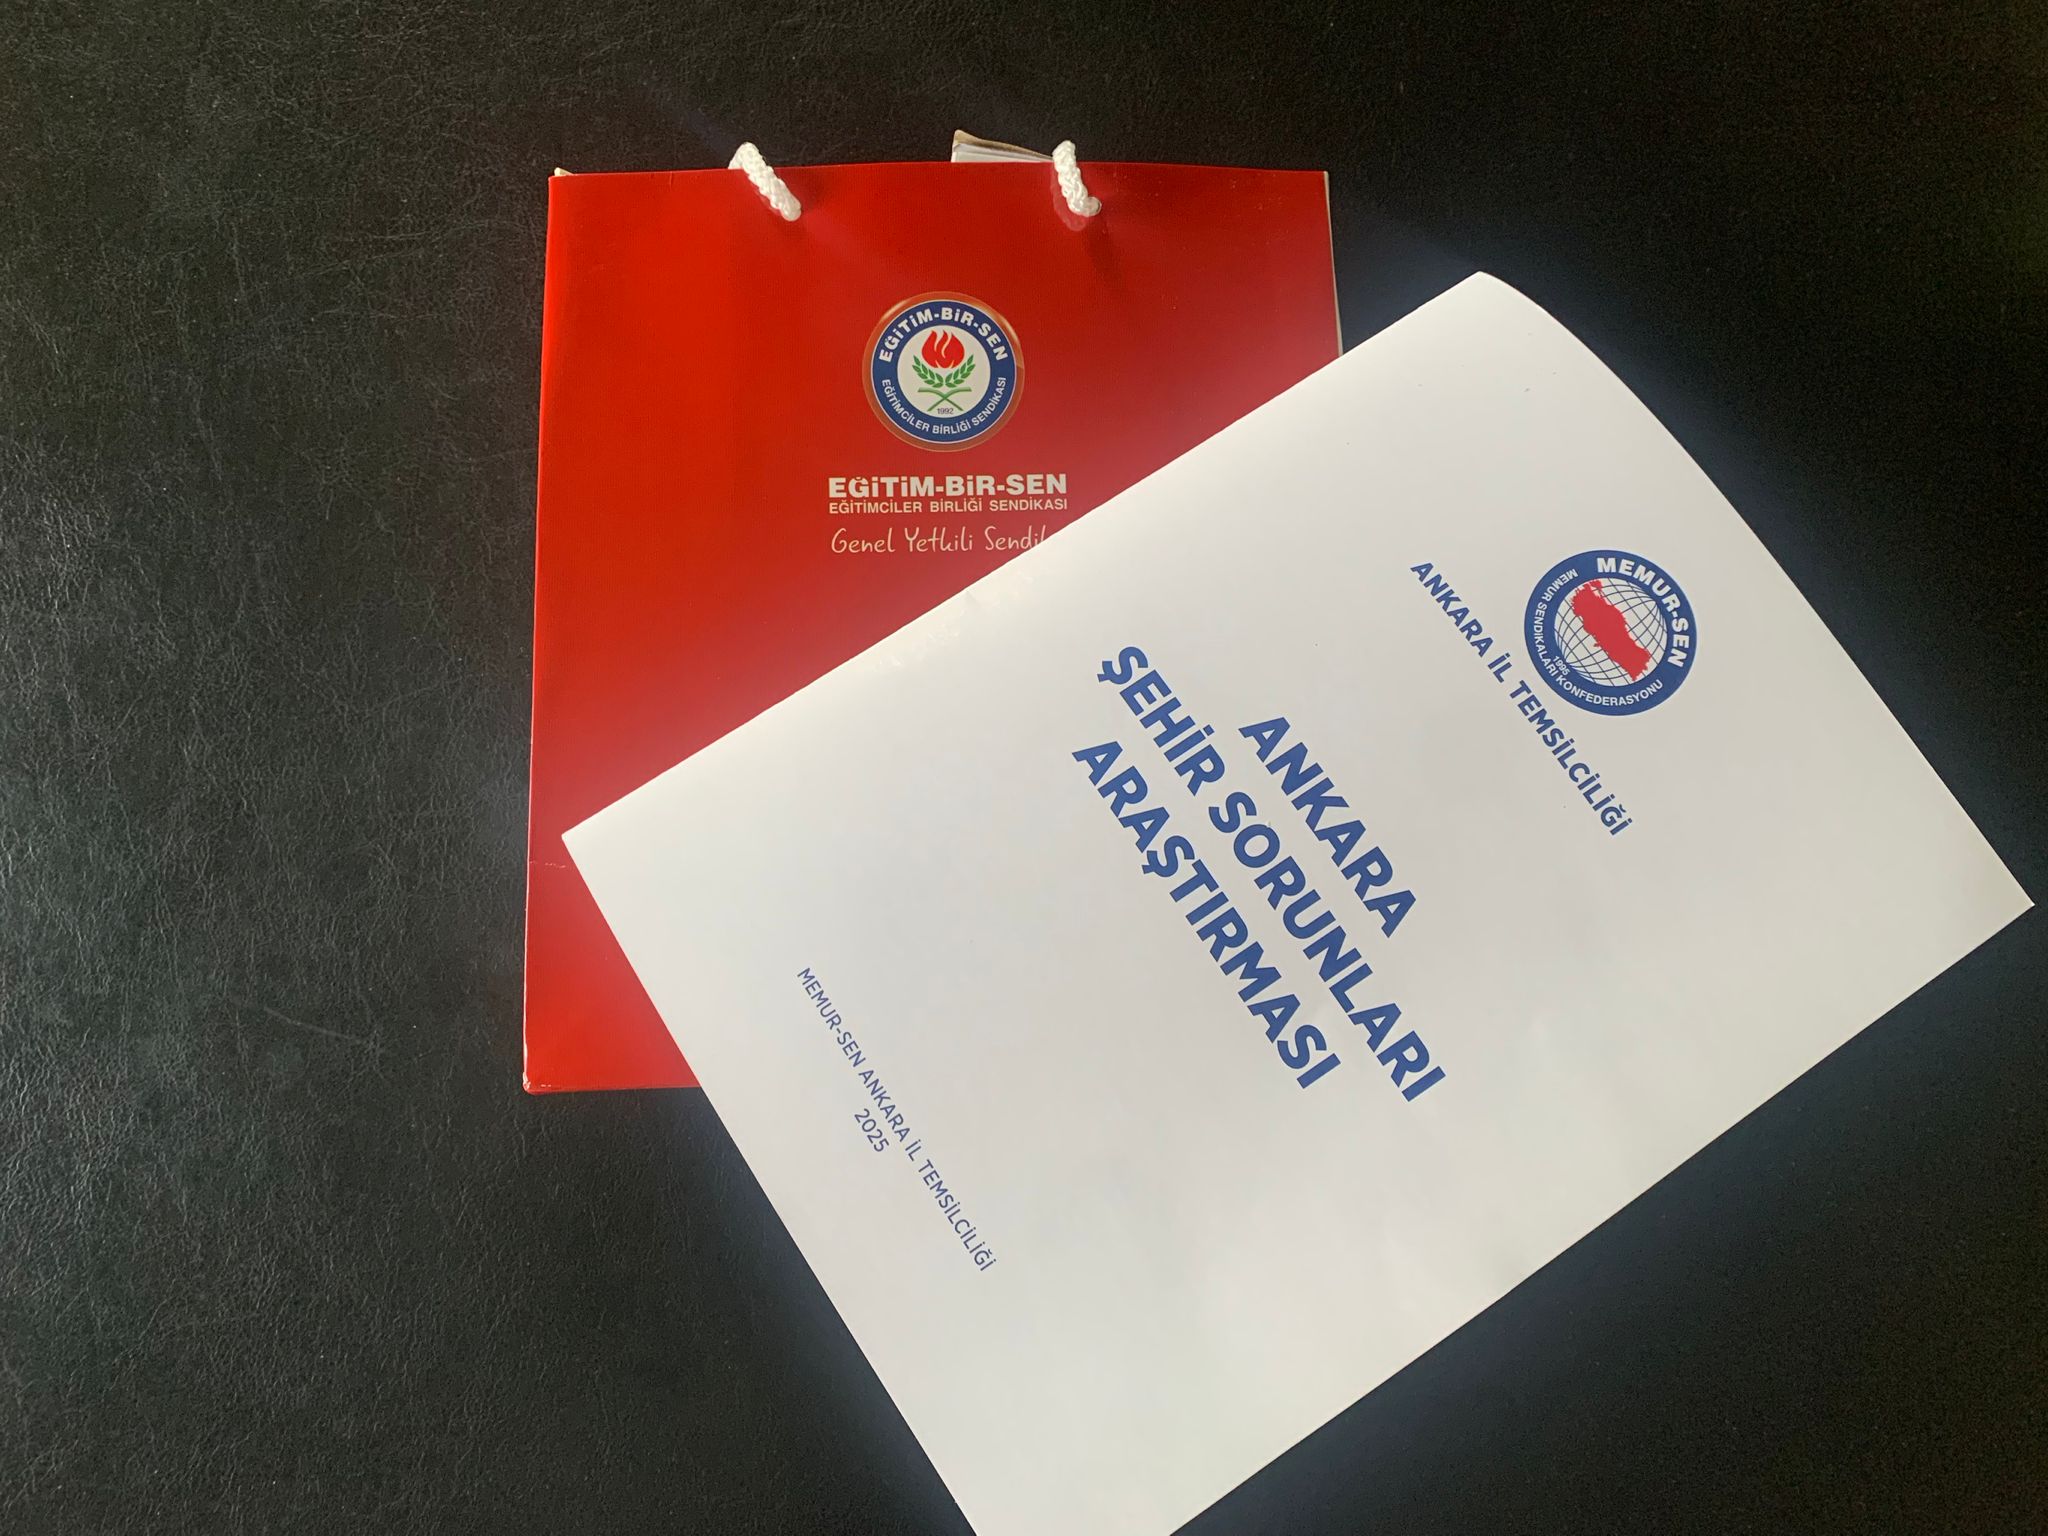 EĞİTİM-BİR-SEN
EĞİTİMCİLER BİRLİĞİ SENDİKASI
1992
EĞİTİM-BİR-SEN
EĞİTİMCİLER BİRLİĞİ SENDİKASI
Genel Yetkili
MEMUR-SEN
MEMUR SENDİKALARI KONFEDERASYONU
1995
ANKARA İL TEMSİLCİLİĞİ
ANKARA
ŞEHİR SORUNLARI
ARAŞTIRMASI
MEMUR-SEN ANKARA İL TEMSİLCİLİĞİ
2025